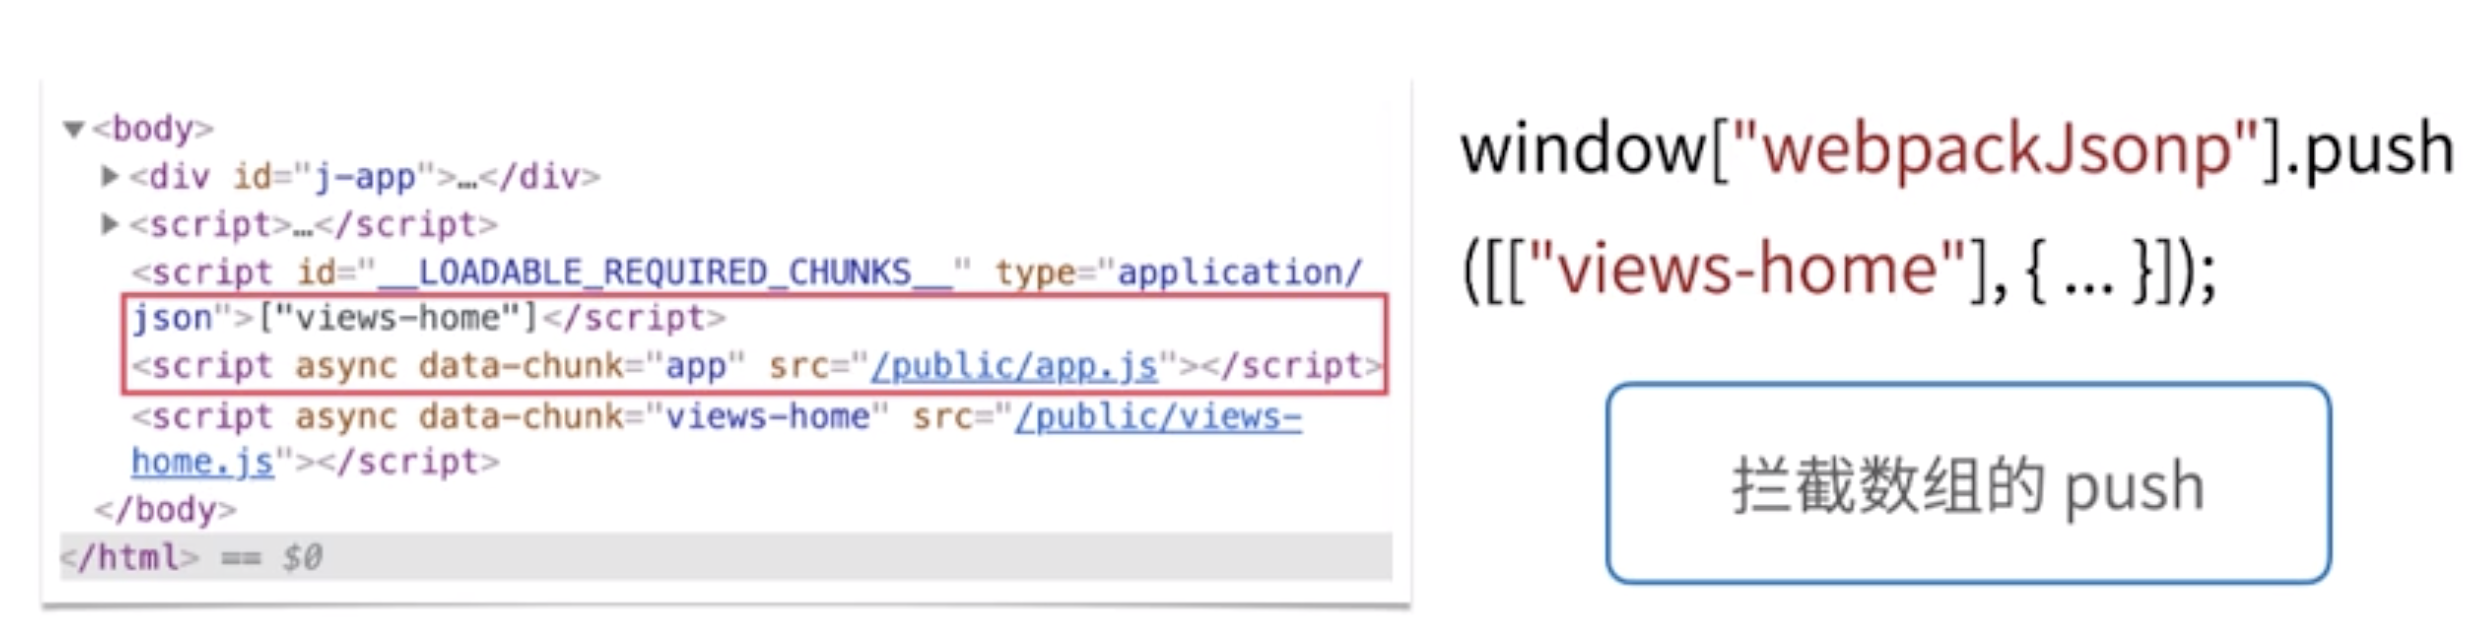 <body>
<div id="j-app">…</div>
<script>…</script>
<script id="__LOADABLE_REQUIRED_CHUNKS__" type="application/
json">["views-home"]</script>
<script async data-chunk="app" src="/public/app.js"></script>
<script async data-chunk="views-home" src="/public/views-
home.js"></script>
</body>
</html> == $0
window["webpackJsonp"].push
([["views-home"], { ... }]);
拦截数组的 push